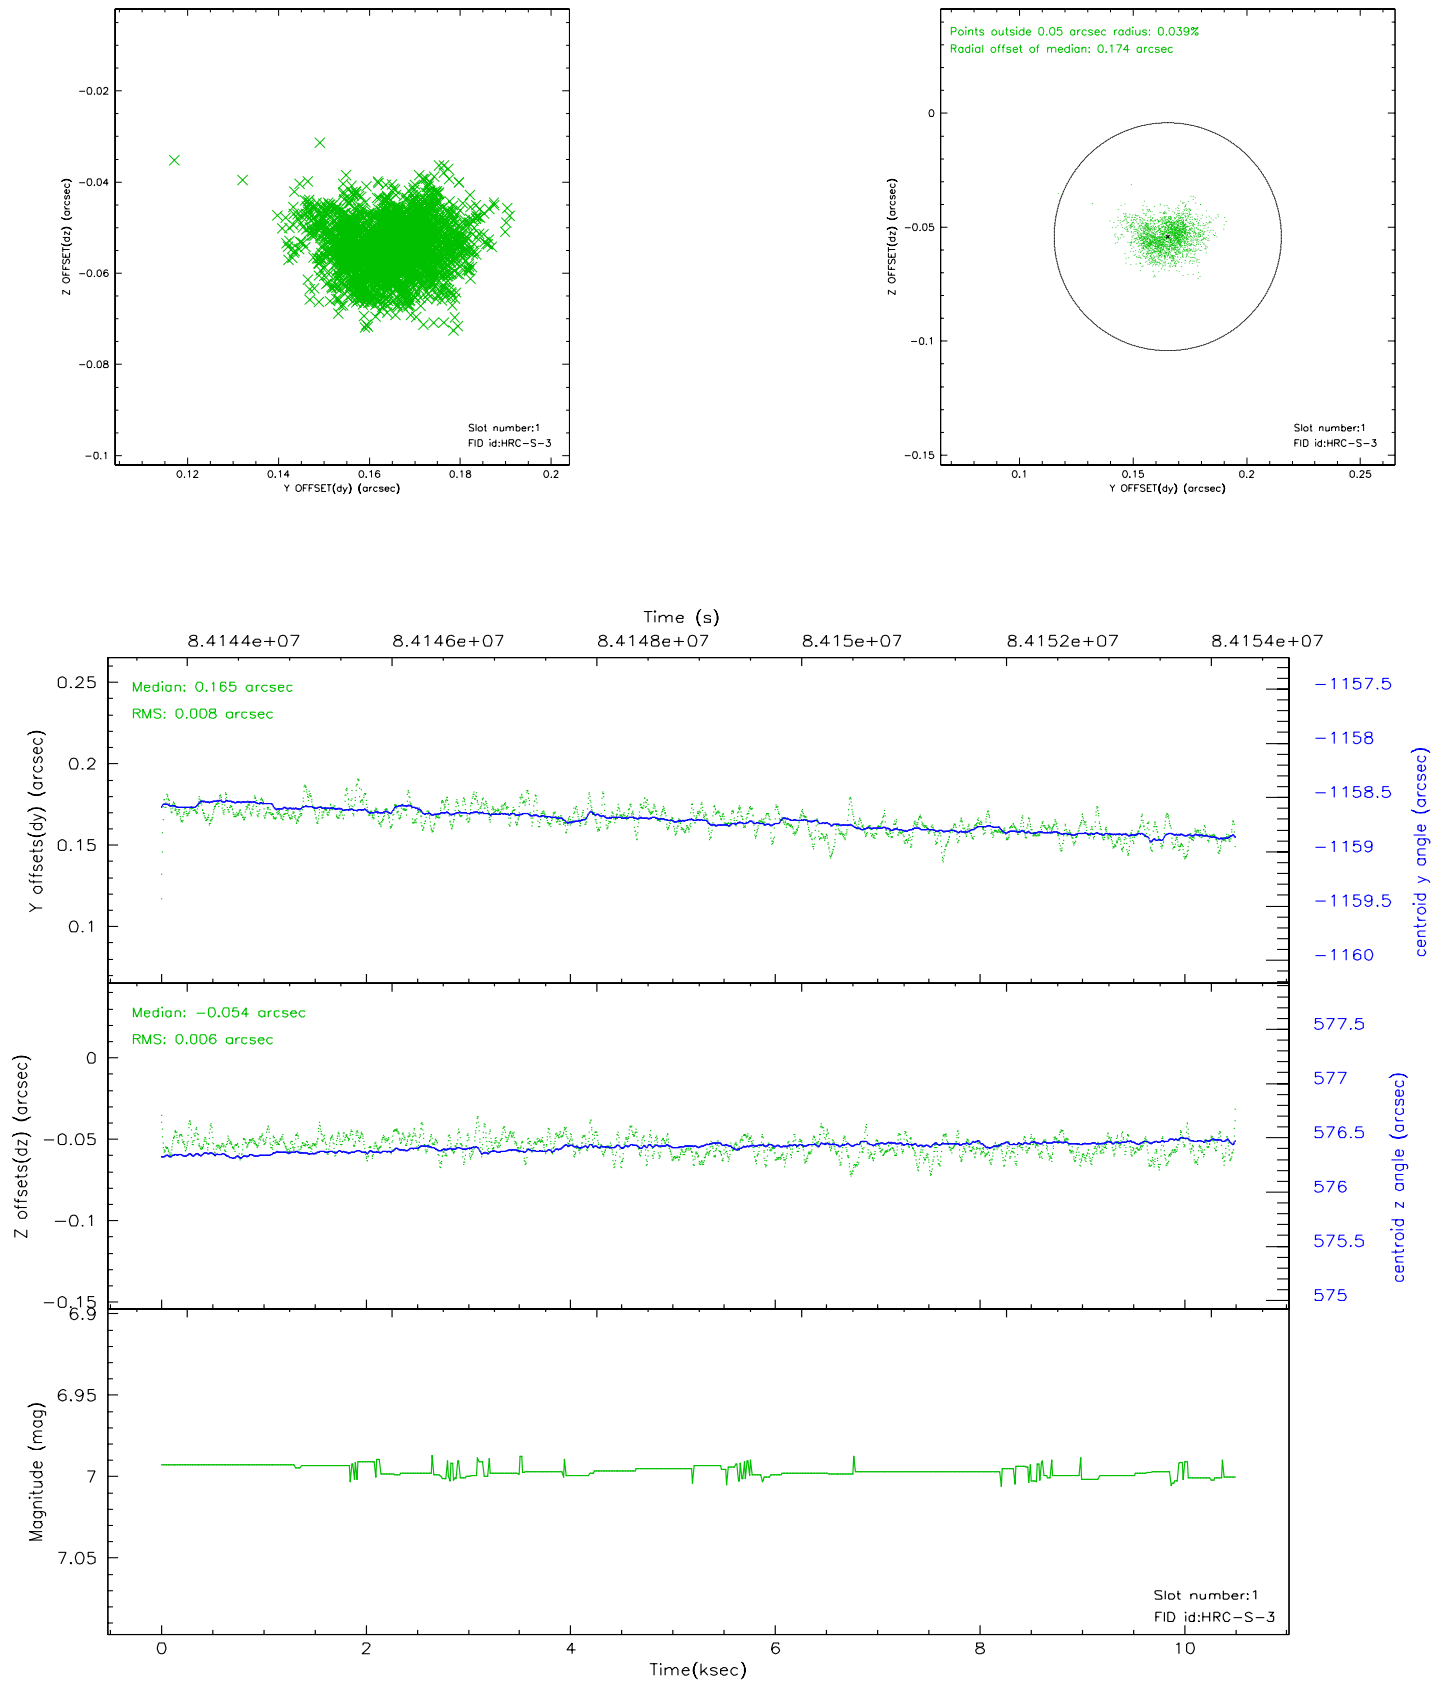 -0.02
-0.04
-0.06
-0.08
-0.1
Z OFFSET(dz) (arcsec)
Slot number:1
FID id:HRC-S-3
0.12 0.14 0.16 0.18 0.2
Y OFFSET(dy) (arcsec)
Points outside 0.05 arcsec radius: 0.039%
Radial offset of median: 0.174 arcsec
0
-0.05
-0.1
-0.15
Z OFFSET(dz) (arcsec)
Slot number:1
FID id:HRC-S-3
0.1 0.15 0.2 0.25
Y OFFSET(dy) (arcsec)
Time (s)
8.4144e+07 8.4146e+07 8.4148e+07 8.415e+07 8.4152e+07 8.4154e+07
Median: 0.165 arcsec
RMS: 0.008 arcsec
0.25
0.2
0.15
0.1
Y offsets(dy) (arcsec)
-1157.5
-1158
-1158.5
-1159
-1159.5
-1160
centroid y angle (arcsec)
Median: -0.054 arcsec
RMS: 0.006 arcsec
0
-0.05
-0.1
-0.15
Z offsets(dz) (arcsec)
577.5
577
576.5
576
575.5
575
centroid z angle (arcsec)
6.9
6.95
7
7.05
Magnitude (mag)
Slot number:1
FID id:HRC-S-3
0 2 4 6 8 10
Time(ksec)